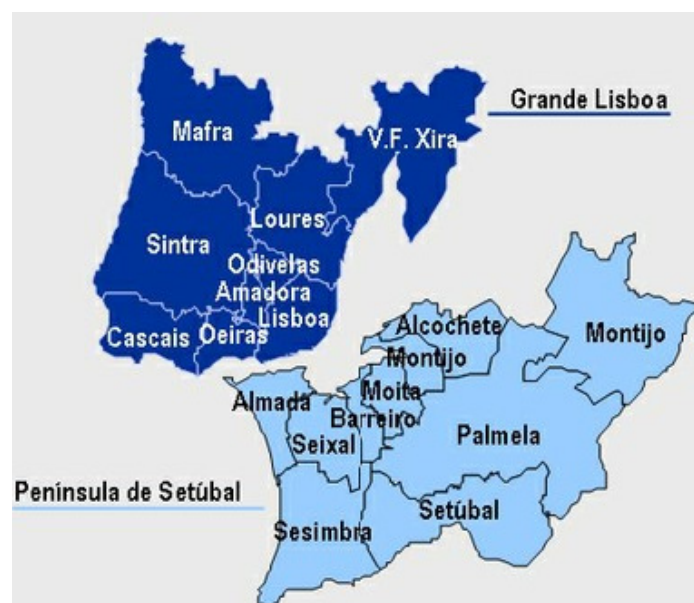 Grande Lisboa
Mafra
V.F. Xira
Loures
Sintra
Odivelas
Amadora
Lisboa
Cascais
Oeiras
Alcochete
Montijo
Montijo
Moita
Almada
Barreiro
Seixal
Palmela
Península de Setúbal
Setúbal
Sesimbra